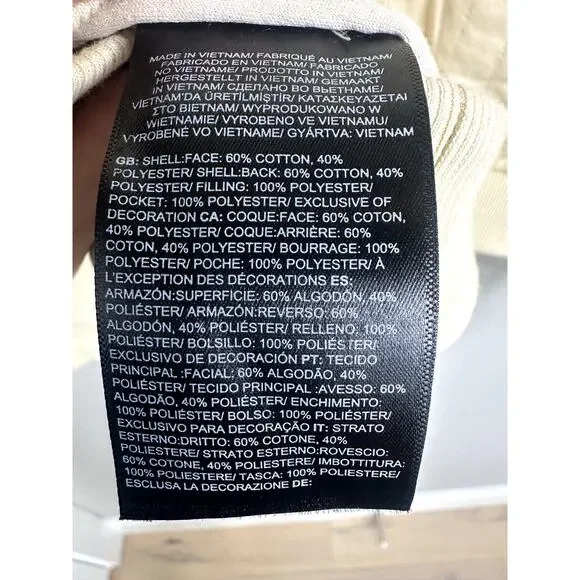 MADE IN VIETNAM/ FABRIQUÉ AU VIETNAM/
FABRICADO EN VIETNAM/ FABRICADO
NO VIETNAME/ PRODOTTO IN VIETNAM/
HERGESTELLT IN VIETNAM/ GEMAAKT
IN VIETNAM/ СДЕЛАНО ВО ВЬЕТНАМЕ/
VIETNAM'DA ÜRETİLMİŞTİR/ ΚΑΤΑΣΚΕΥΑΖΕΤΑΙ
ΣΤΟ ΒΙΕΤΝΑΜ/ WYPRODUKOWANO W
WIETNAMIE/ VYROBENO VE VIETNAMU/
VYROBENÉ VO VIETNAME/ GYÁRTVA: VIETNAM
GB: SHELL:FACE: 60% COTTON, 40%
POLYESTER/ SHELL:BACK: 60% COTTON, 40%
POLYESTER/ FILLING: 100% POLYESTER/
POCKET: 100% POLYESTER/ EXCLUSIVE OF
DECORATION CA: COQUE:FACE: 60% COTON,
40% POLYESTER/ COQUE:ARRIÈRE: 60%
COTON, 40% POLYESTER/ BOURRAGE: 100%
POLYESTER/ POCHE: 100% POLYESTER/ À
L'EXCEPTION DES DÉCORATIONS ES:
ARMAZÓN:SUPERFICIE: 60% ALGODÓN, 40%
POLIÉSTER/ ARMAZÓN:REVERSO: 60%
ALGODÓN, 40% POLIÉSTER/ RELLENO: 100%
POLIÉSTER/ BOLSILLO: 100% POLIÉSTER/
EXCLUSIVO DE DECORACIÓN PT: TECIDO
PRINCIPAL :FACIAL: 60% ALGODÃO, 40%
POLIÉSTER/ TECIDO PRINCIPAL :AVESSO: 60%
ALGODÃO, 40% POLIÉSTER/ ENCHIMENTO:
100% POLIÉSTER/ BOLSO: 100% POLIÉSTER/
EXCLUSIVO PARA DECORAÇÃO IT: STRATO
ESTERNO:DRITTO: 60% COTONE, 40%
POLIESTERE/ STRATO ESTERNO:ROVESCIO:
60% COTONE, 40% POLIESTERE/ IMBOTTITURA:
100% POLIESTERE/ TASCA: 100% POLIESTERE/
ESCLUSA LA DECORAZIONE DE: